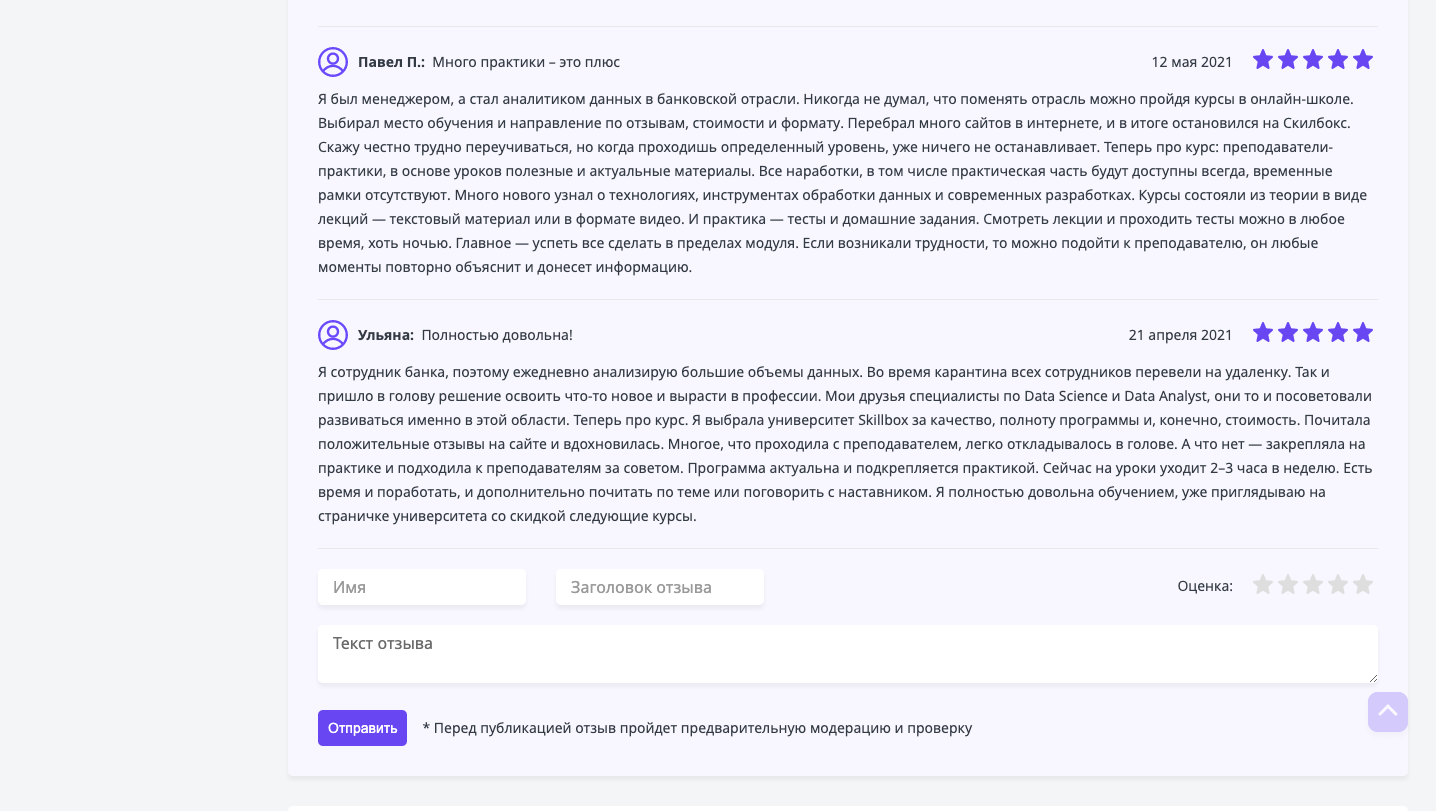 Павел П.: Много практики – это плюс 12 мая 2021
Я был менеджером, а стал аналитиком данных в банковской отрасли. Никогда не думал, что поменять отрасль можно пройдя курсы в онлайн-школе.
Выбирал место обучения и направление по отзывам, стоимости и формату. Перебрал много сайтов в интернете, и в итоге остановился на Скилбокс.
Скажу честно трудно переучиваться, но когда проходишь определенный уровень, уже ничего не останавливает. Теперь про курс: преподаватели-
практики, в основе уроков полезные и актуальные материалы. Все наработки, в том числе практическая часть будут доступны всегда, временные
рамки отсутствуют. Много нового узнал о технологиях, инструментах обработки данных и современных разработках. Курсы состояли из теории в виде
лекций — текстовый материал или в формате видео. И практика — тесты и домашние задания. Смотреть лекции и проходить тесты можно в любое
время, хоть ночью. Главное — успеть все сделать в пределах модуля. Если возникали трудности, то можно подойти к преподавателю, он любые
моменты повторно объяснит и донесет информацию.
Ульяна: Полностью довольна! 21 апреля 2021
Я сотрудник банка, поэтому ежедневно анализирую большие объемы данных. Во время карантина всех сотрудников перевели на удаленку. Так и
пришло в голову решение освоить что-то новое и вырасти в профессии. Мои друзья специалисты по Data Science и Data Analyst, они то и посоветовали
развиваться именно в этой области. Теперь про курс. Я выбрала университет Skillbox за качество, полноту программы и, конечно, стоимость. Почитала
положительные отзывы на сайте и вдохновилась. Многое, что проходила с преподавателем, легко откладывалось в голове. А что нет — закрепляла на
практике и подходила к преподавателям за советом. Программа актуальна и подкрепляется практикой. Сейчас на уроки уходит 2–3 часа в неделю. Есть
время и поработать, и дополнительно почитать по теме или поговорить с наставником. Я полностью довольна обучением, уже приглядываю на
страничке университета со скидкой следующие курсы.
Имя Заголовок отзыва Оценка:
Текст отзыва
Отправить * Перед публикацией отзыв пройдет предварительную модерацию и проверку